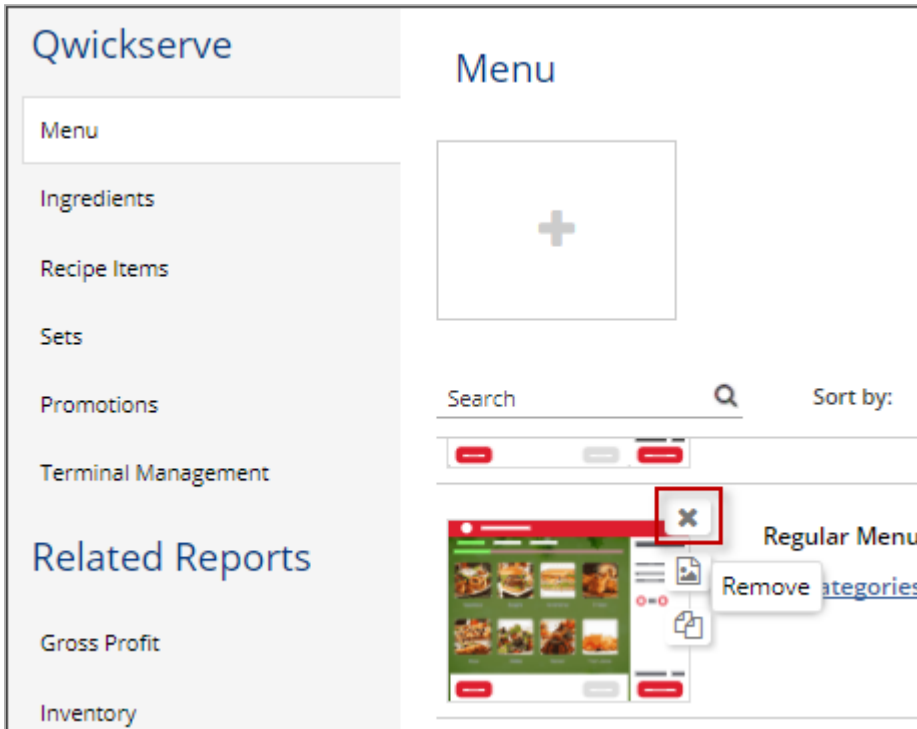 Qwickserve
Menu
Ingredients
Recipe Items
Sets
Promotions
Terminal Management
Related Reports
Gross Profit
Inventory
Menu
Search
Sort by:
Regular Menu
Remove
ategories